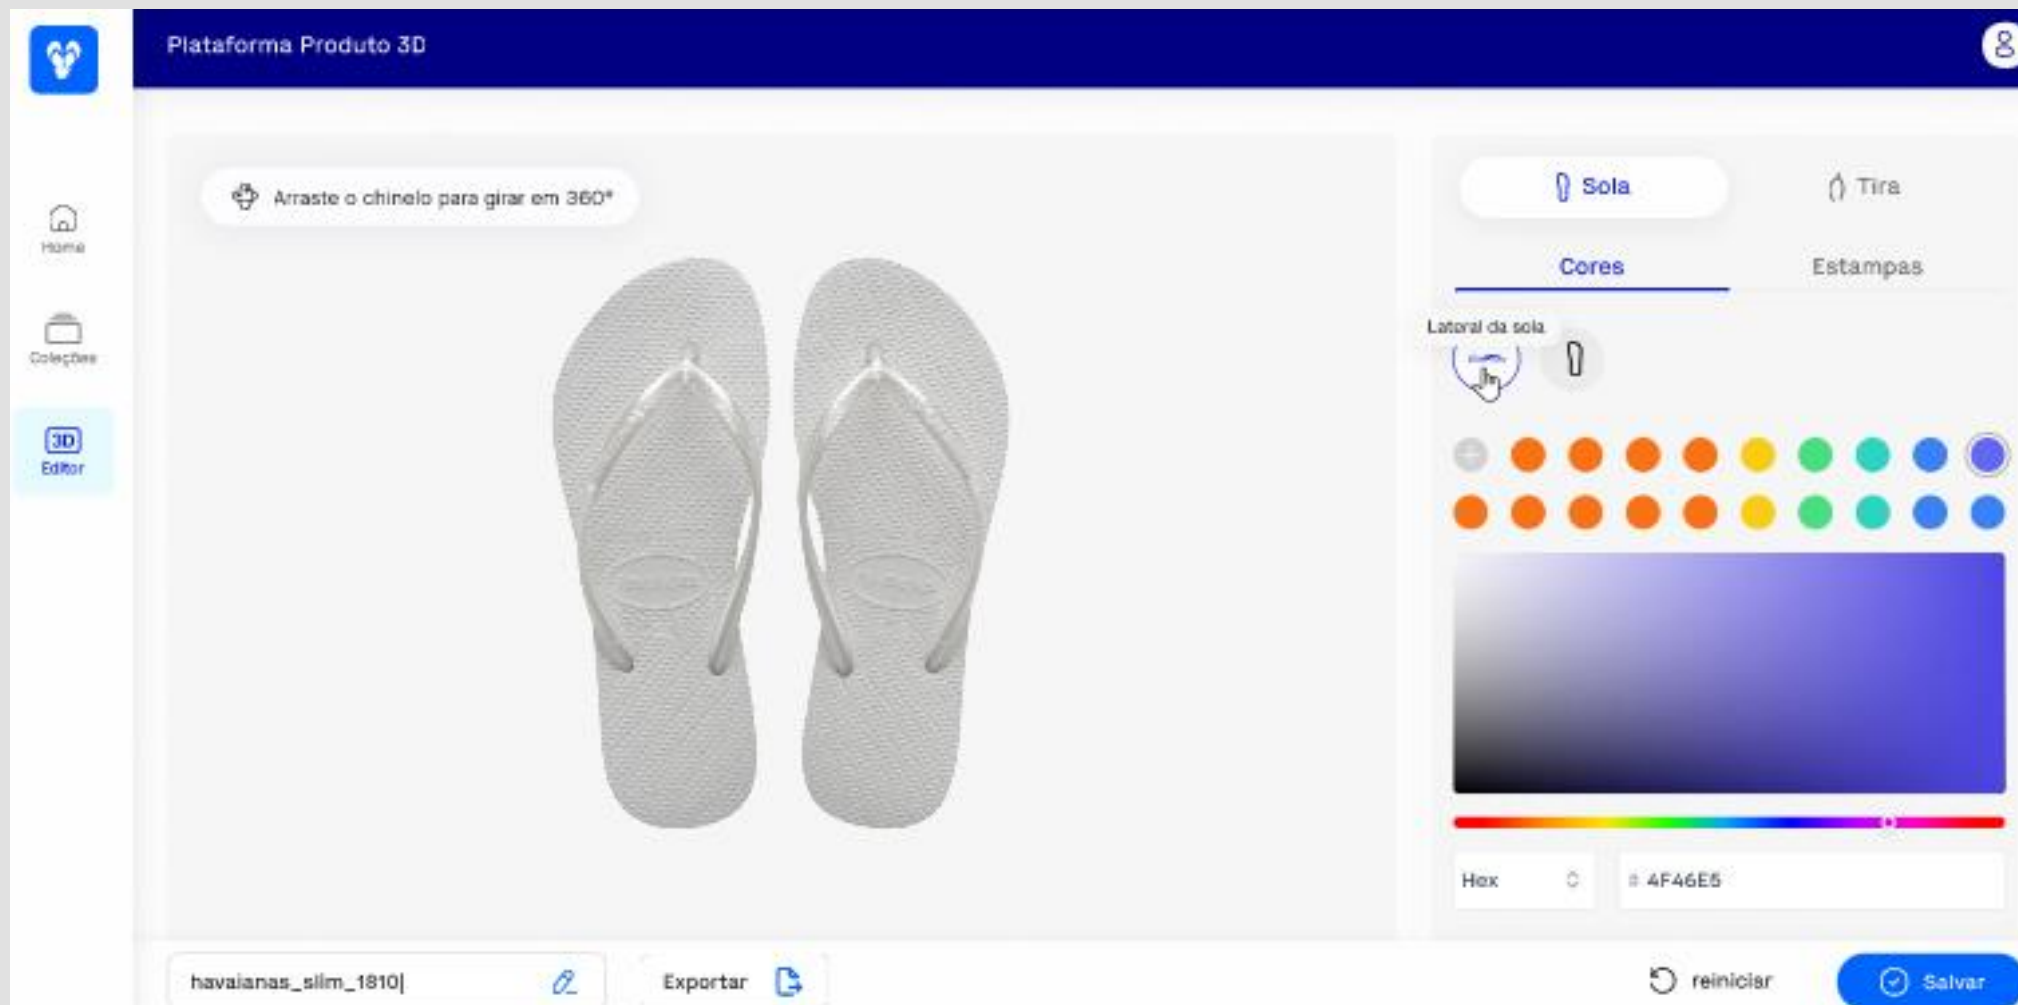 Plataforma Produto 3D
Arraste o chinelo para girar em 360°
Home
Coleções
3D
Editor
Sola
Tira
Cores
Estampas
Lateral da sola
Hex
# 4F46E5
havaianas_slim_1810
Exportar
reiniciar
Salvar